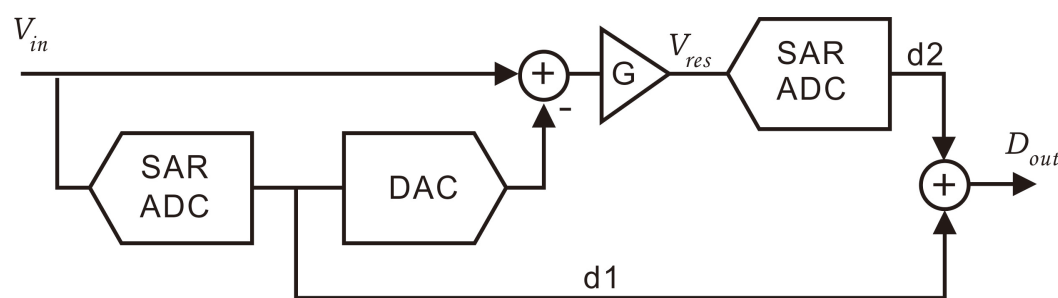 V_in
+
-
G
V_res
SAR
ADC
d2
SAR
ADC
DAC
+
D_out
d1